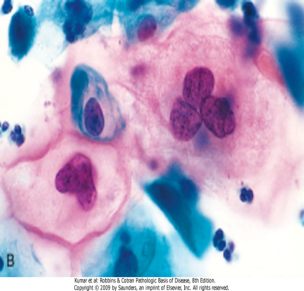 B
Kumar et al: Robbins & Cotran Pathologic Basis of Disease, 8th Edition.
Copyright © 2009 by Saunders, an imprint of Elsevier, Inc. All rights reserved.